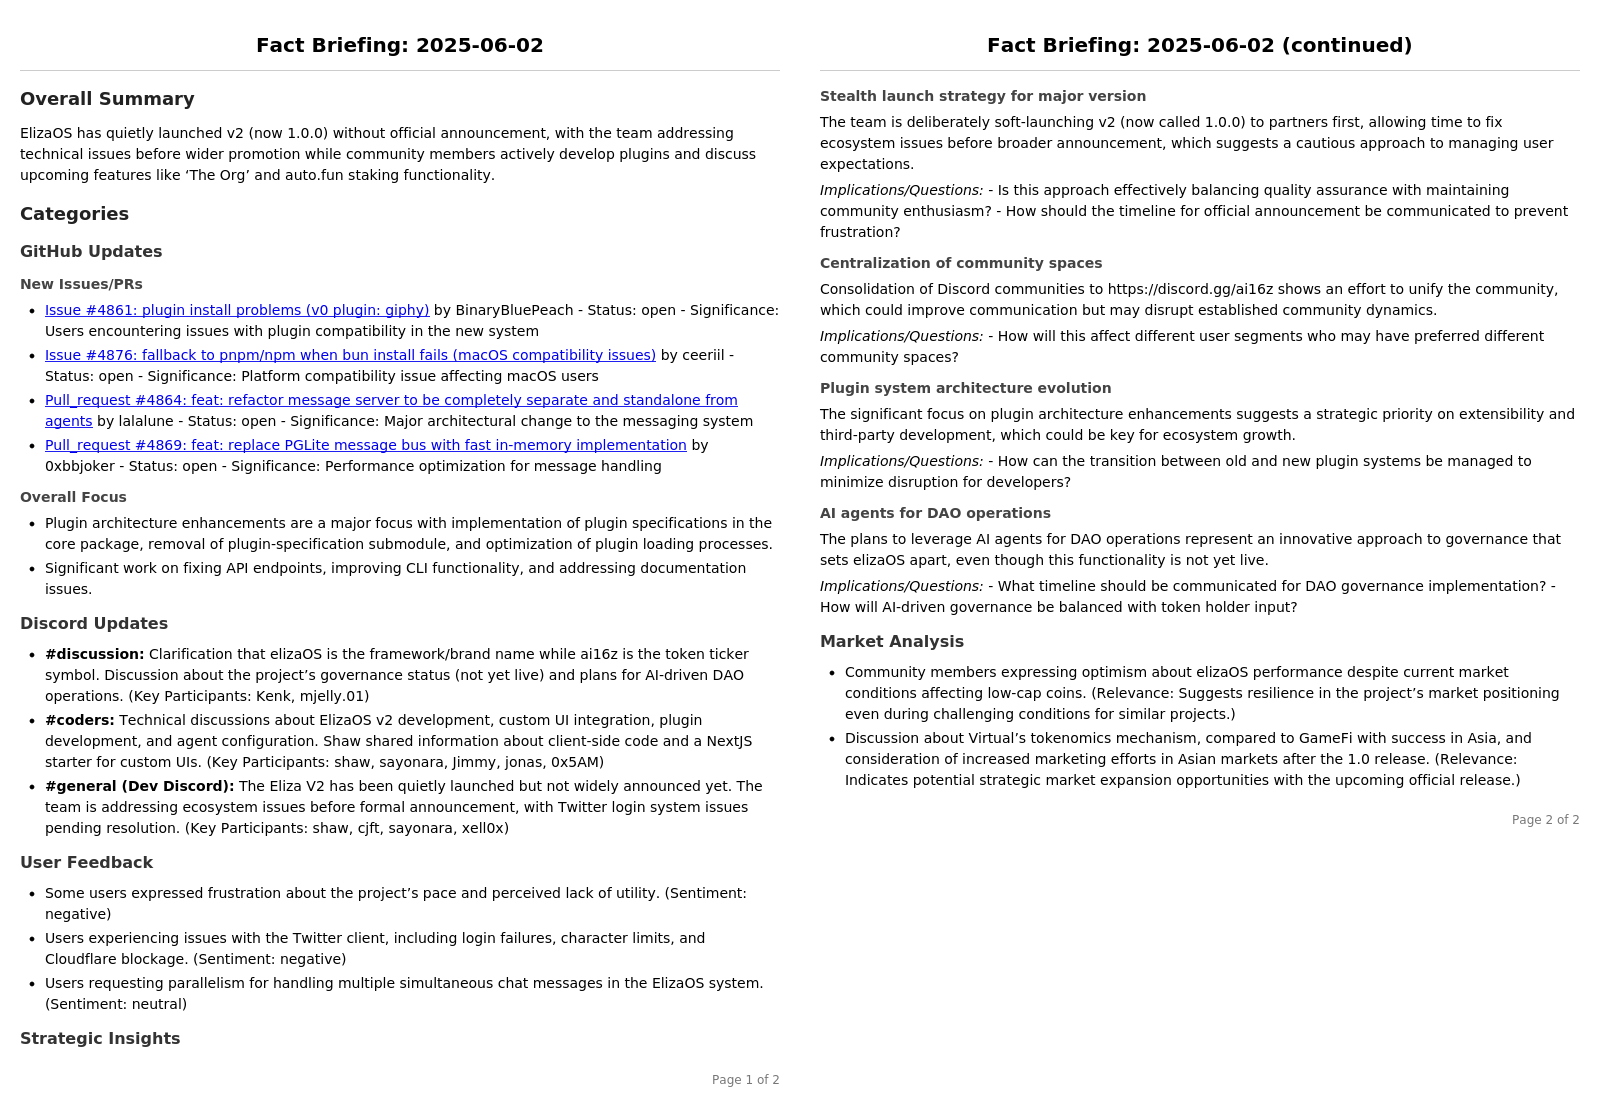 Fact Briefing: 2025-06-02
Overall Summary
ElizaOS has quietly launched v2 (now 1.0.0) without official announcement, with the team addressing
technical issues before wider promotion while community members actively develop plugins and discuss
upcoming features like ‘The Org’ and auto.fun staking functionality.
Categories
GitHub Updates
New Issues/PRs
• Issue #4861: plugin install problems (v0 plugin: giphy) by BinaryBluePeach - Status: open - Significance:
Users encountering issues with plugin compatibility in the new system
• Issue #4876: fallback to pnpm/npm when bun install fails (macOS compatibility issues) by ceeriil -
Status: open - Significance: Platform compatibility issue affecting macOS users
• Pull_request #4864: feat: refactor message server to be completely separate and standalone from
agents by lalalune - Status: open - Significance: Major architectural change to the messaging system
• Pull_request #4869: feat: replace PGLite message bus with fast in-memory implementation by
0xbbjoker - Status: open - Significance: Performance optimization for message handling
Overall Focus
• Plugin architecture enhancements are a major focus with implementation of plugin specifications in the
core package, removal of plugin-specification submodule, and optimization of plugin loading processes.
• Significant work on fixing API endpoints, improving CLI functionality, and addressing documentation
issues.
Discord Updates
• #discussion: Clarification that elizaOS is the framework/brand name while ai16z is the token ticker
symbol. Discussion about the project’s governance status (not yet live) and plans for AI-driven DAO
operations. (Key Participants: Kenk, mjelly.01)
• #coders: Technical discussions about ElizaOS v2 development, custom UI integration, plugin
development, and agent configuration. Shaw shared information about client-side code and a NextJS
starter for custom UIs. (Key Participants: shaw, sayonara, Jimmy, jonas, 0x5AM)
• #general (Dev Discord): The Eliza V2 has been quietly launched but not widely announced yet. The
team is addressing ecosystem issues before formal announcement, with Twitter login system issues
pending resolution. (Key Participants: shaw, cjft, sayonara, xell0x)
User Feedback
• Some users expressed frustration about the project’s pace and perceived lack of utility. (Sentiment:
negative)
• Users experiencing issues with the Twitter client, including login failures, character limits, and
Cloudflare blockage. (Sentiment: negative)
• Users requesting parallelism for handling multiple simultaneous chat messages in the ElizaOS system.
(Sentiment: neutral)
Strategic Insights
Page 1 of 2
Fact Briefing: 2025-06-02 (continued)
Stealth launch strategy for major version
The team is deliberately soft-launching v2 (now called 1.0.0) to partners first, allowing time to fix
ecosystem issues before broader announcement, which suggests a cautious approach to managing user
expectations.
Implications/Questions: - Is this approach effectively balancing quality assurance with maintaining
community enthusiasm? - How should the timeline for official announcement be communicated to prevent
frustration?
Centralization of community spaces
Consolidation of Discord communities to https://discord.gg/ai16z shows an effort to unify the community,
which could improve communication but may disrupt established community dynamics.
Implications/Questions: - How will this affect different user segments who may have preferred different
community spaces?
Plugin system architecture evolution
The significant focus on plugin architecture enhancements suggests a strategic priority on extensibility and
third-party development, which could be key for ecosystem growth.
Implications/Questions: - How can the transition between old and new plugin systems be managed to
minimize disruption for developers?
AI agents for DAO operations
The plans to leverage AI agents for DAO operations represent an innovative approach to governance that
sets elizaOS apart, even though this functionality is not yet live.
Implications/Questions: - What timeline should be communicated for DAO governance implementation? -
How will AI-driven governance be balanced with token holder input?
Market Analysis
• Community members expressing optimism about elizaOS performance despite current market
conditions affecting low-cap coins. (Relevance: Suggests resilience in the project’s market positioning
even during challenging conditions for similar projects.)
• Discussion about Virtual’s tokenomics mechanism, compared to GameFi with success in Asia, and
consideration of increased marketing efforts in Asian markets after the 1.0 release. (Relevance:
Indicates potential strategic market expansion opportunities with the upcoming official release.)
Page 2 of 2